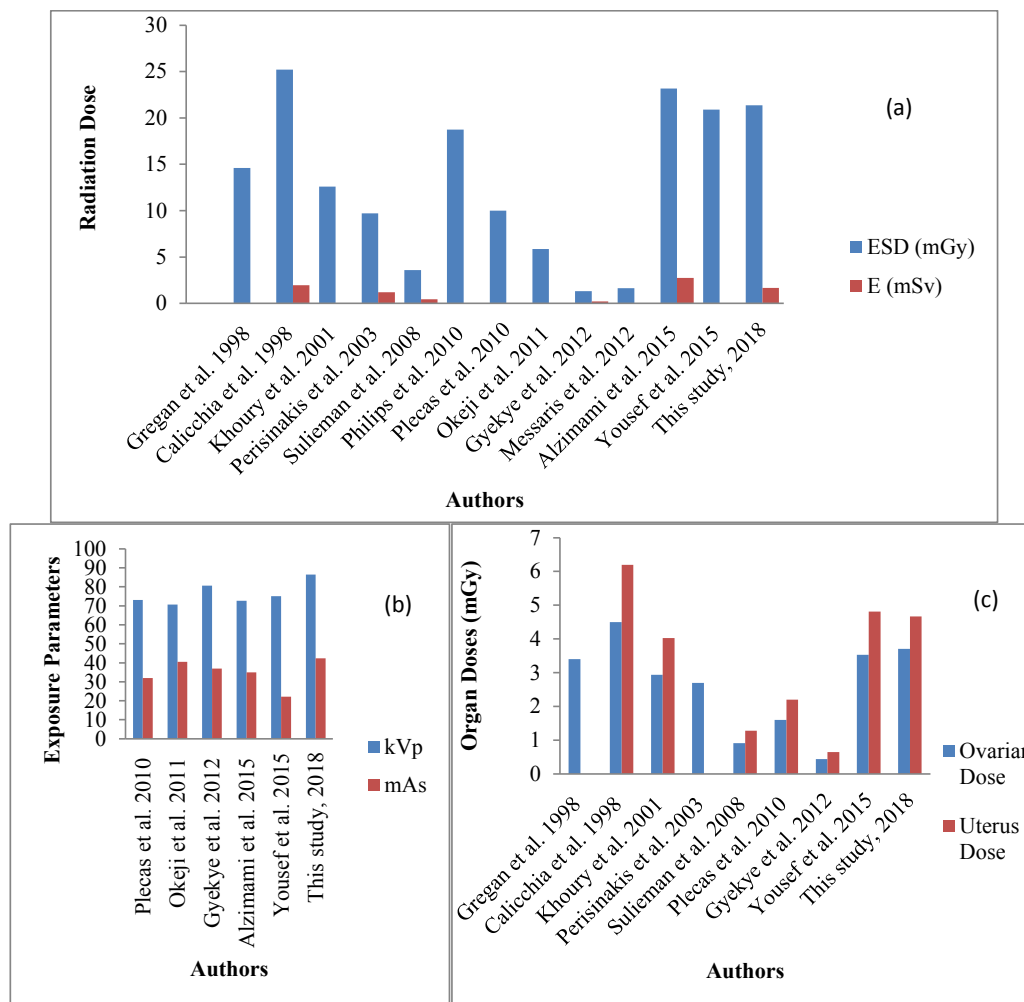 30
25
20
15
10
5
0
Radiation Dose
(a)
ESD (mGy)
E (mSv)
Gregan et al. 1998
Calicchia et al. 1998
Khoury et al. 2001
Perisinakis et al. 2003
Sulieman et al. 2008
Philips et al. 2010
Plecas et al. 2010
Okeji et al. 2011
Gyekye et al. 2012
Messaris et al. 2012
Alzimami et al. 2015
Yousef et al. 2015
This study, 2018
Authors
100
90
80
70
60
50
40
30
20
10
0
Exposure Parameters
(b)
kVp
mAs
Plecas et al. 2010
Okeji et al. 2011
Gyekye et al. 2012
Alzimami et al. 2015
Yousef et al. 2015
This study, 2018
Authors
7
6
5
4
3
2
1
0
Organ Doses (mGy)
(c)
Ovarian
Dose
Uterus
Dose
Gregan et al. 1998
Calicchia et al. 1998
Khoury et al. 2001
Perisinakis et al. 2003
Sulieman et al. 2008
Plecas et al. 2010
Gyekye et al. 2012
Yousef et al. 2015
This study, 2018
Authors